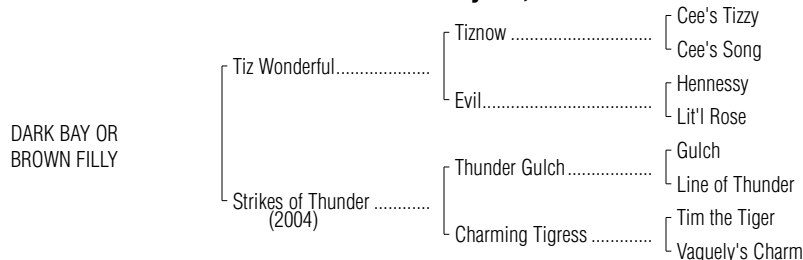 Cee's Tizzy
Tiznow ................................
Cee's Song
Tiz Wonderful....................
Hennessy
Evil.......................................
Lit'l Rose
DARK BAY OR
BROWN FILLY
Gulch
Thunder Gulch ..................
Line of Thunder
Strikes of Thunder ............
(2004)
Tim the Tiger
Charming Tigress .............
Vaguely's Charm